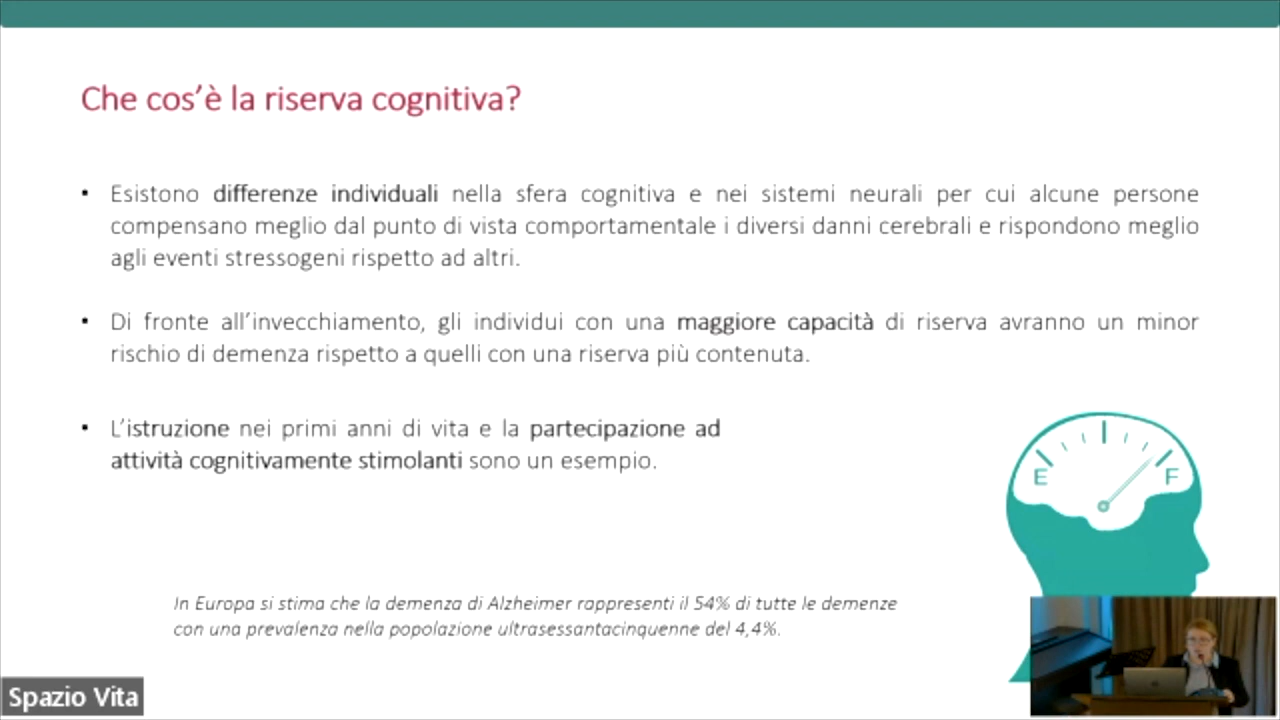 Che cos’è la riserva cognitiva?
▪ Esistono differenze individuali nella sfera cognitiva e nei sistemi neurali per cui alcune persone
compensano meglio dal punto di vista comportamentale i diversi danni cerebrali e rispondono meglio
agli eventi stressogeni rispetto ad altri.
▪ Di fronte all’invecchiamento, gli individui con una maggiore capacità di riserva avranno un minor
rischio di demenza rispetto a quelli con una riserva più contenuta.
▪ L’istruzione nei primi anni di vita e la partecipazione ad
attività cognitivamente stimolanti sono un esempio.
E F
In Europa si stima che la demenza di Alzheimer rappresenti il 54% di tutte le demenze
con una prevalenza nella popolazione ultrasessantacinquenne del 4,4%.
Spazio Vita